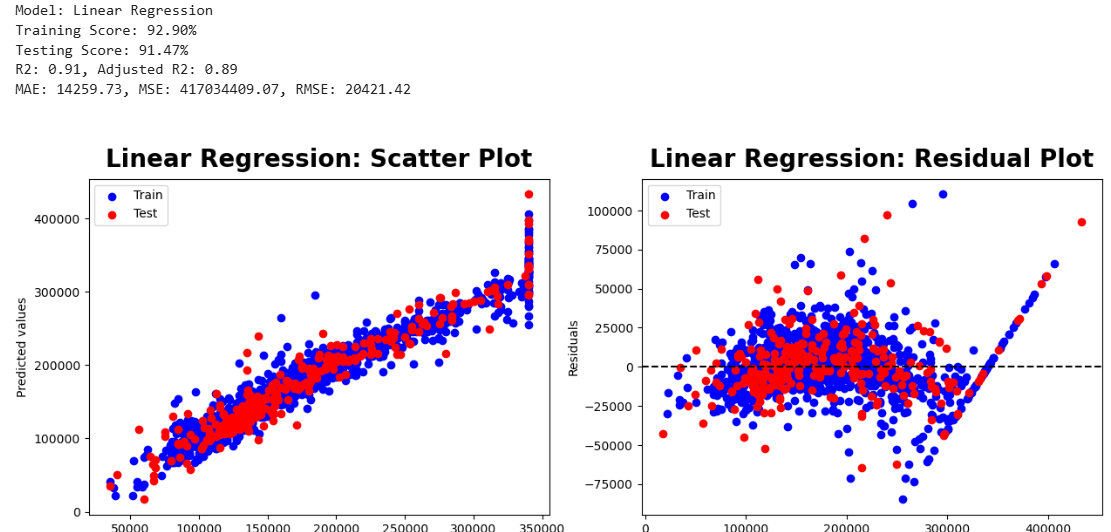 Model: Linear Regression
Training Score: 92.90%
Testing Score: 91.47%
R2: 0.91, Adjusted R2: 0.89
MAE: 14259.73, MSE: 417034409.07, RMSE: 20421.42
Linear Regression: Scatter Plot
Train
Test
Predicted values
400000
300000
200000
100000
0
50000 100000 150000 200000 250000 300000 350000
Linear Regression: Residual Plot
Train
Test
Residuals
100000
75000
50000
25000
0
−25000
−50000
−75000
0 100000 200000 300000 400000